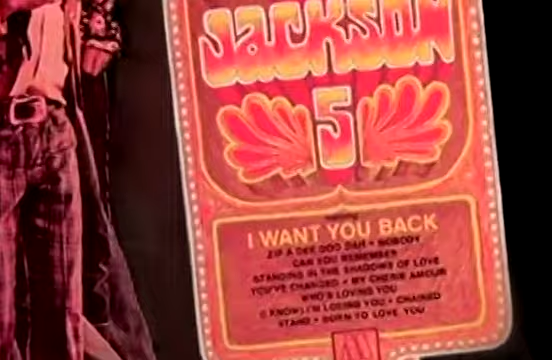 JACKSON
5
I WANT YOU BACK
ZIP A DEE DOO DAH • NOBODY
CAN YOU REMEMBER
STANDING IN THE SHADOWS OF LOVE
YOU'VE CHANGED • MY CHERIE AMOUR
WHO'S LOVING YOU
(I KNOW) I'M LOSING YOU • CHAINED
STAND • BORN TO LOVE YOU